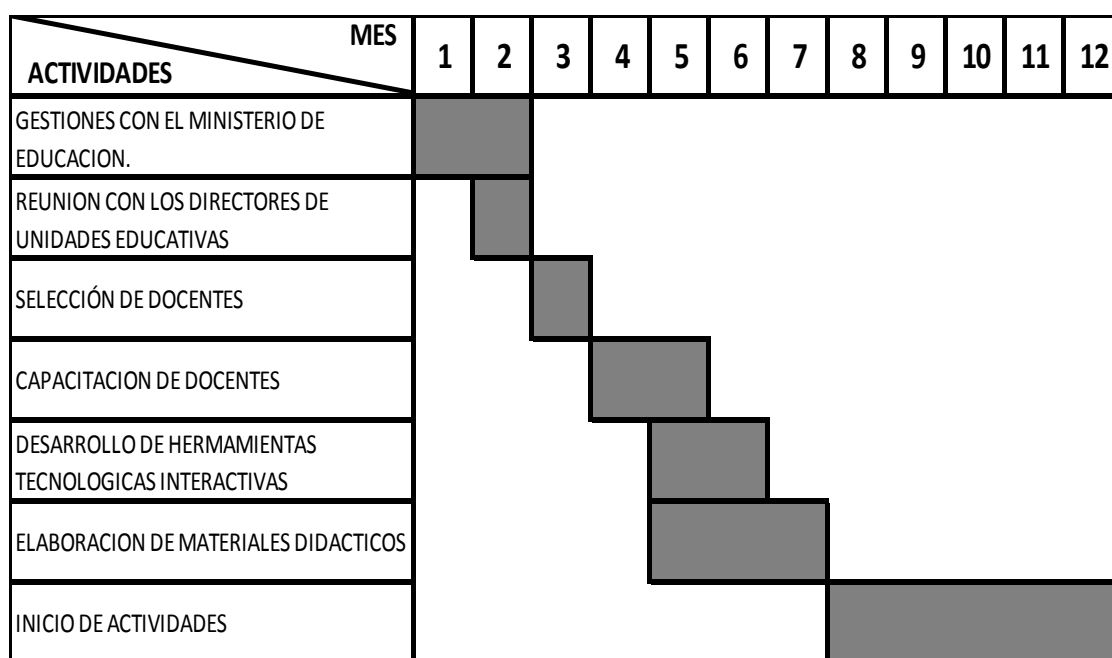 MES
ACTIVIDADES
1 2 3 4 5 6 7 8 9 10 11 12
GESTIONES CON EL MINISTERIO DE
EDUCACION.
REUNION CON LOS DIRECTORES DE
UNIDADES EDUCATIVAS
SELECCIÓN DE DOCENTES
CAPACITACION DE DOCENTES
DESARROLLO DE HERMAMIENTAS
TECNOLOGICAS INTERACTIVAS
ELABORACION DE MATERIALES DIDACTICOS
INICIO DE ACTIVIDADES